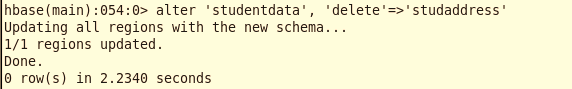 hbase(main):054:0> alter 'studentdata', 'delete'=>'studaddress'
Updating all regions with the new schema...
1/1 regions updated.
Done.
0 row(s) in 2.2340 seconds